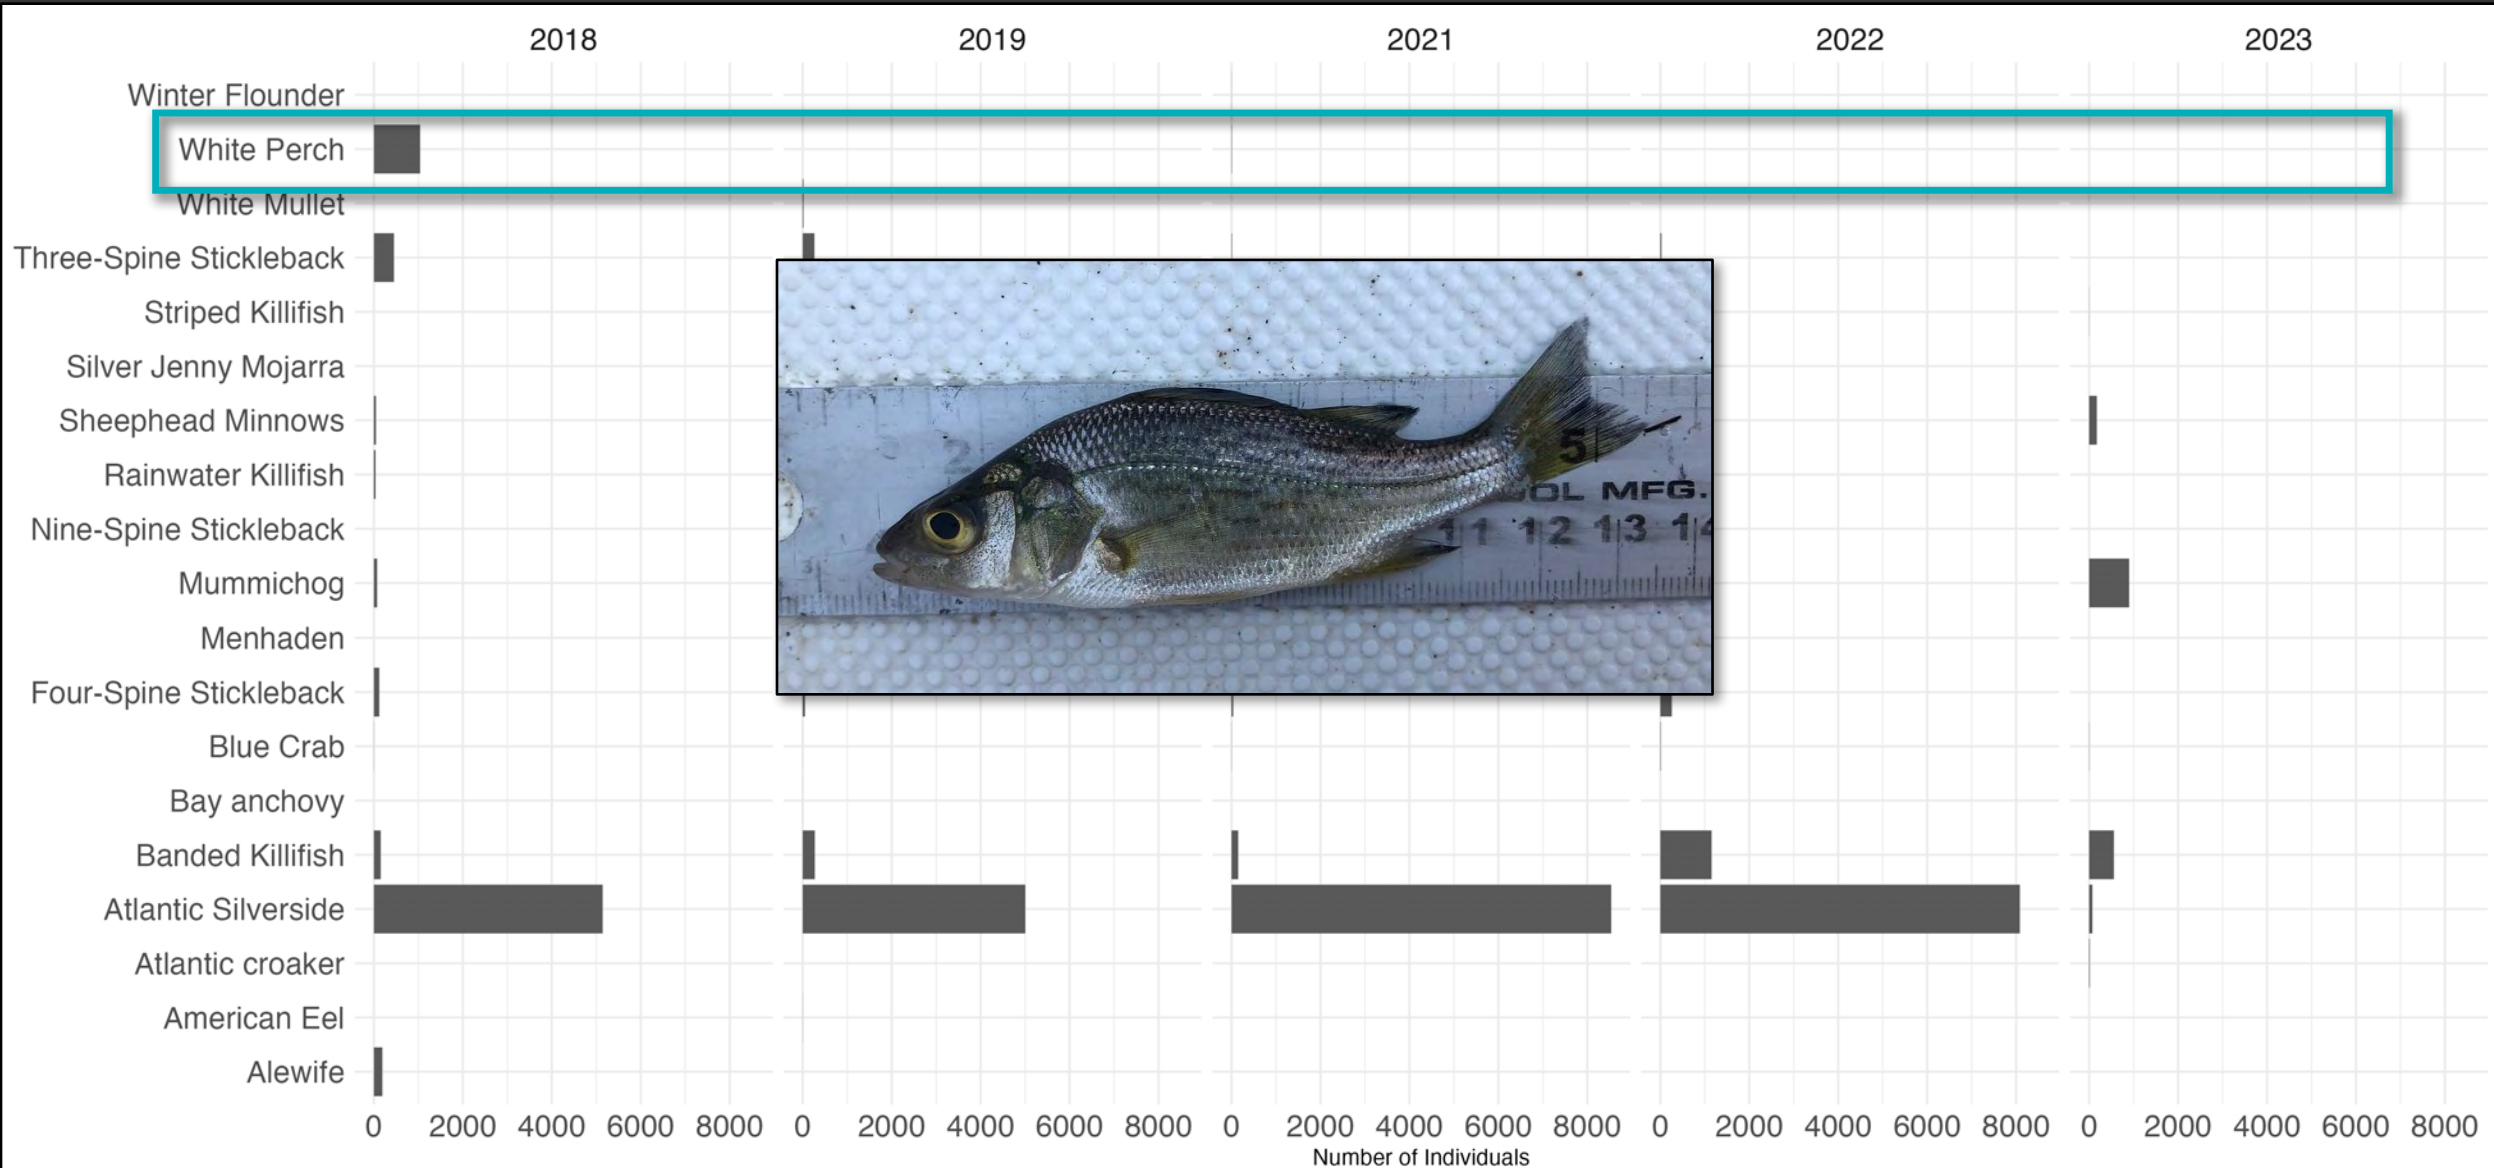 2018 2019 2021 2022 2023
Winter Flounder
White Perch
White Mullet
Three-Spine Stickleback
Striped Killifish
Silver Jenny Mojarra
Sheephead Minnows
Rainwater Killifish
Nine-Spine Stickleback
Mummichog
Menhaden
Four-Spine Stickleback
Blue Crab
Bay anchovy
Banded Killifish
Atlantic Silverside
Atlantic croaker
American Eel
Alewife
2
5
OL MFG.
11 12 13 14
0 2000 4000 6000 8000 0 2000 4000 6000 8000 0 2000 4000 6000 8000 0 2000 4000 6000 8000 0 2000 4000 6000 8000
Number of Individuals